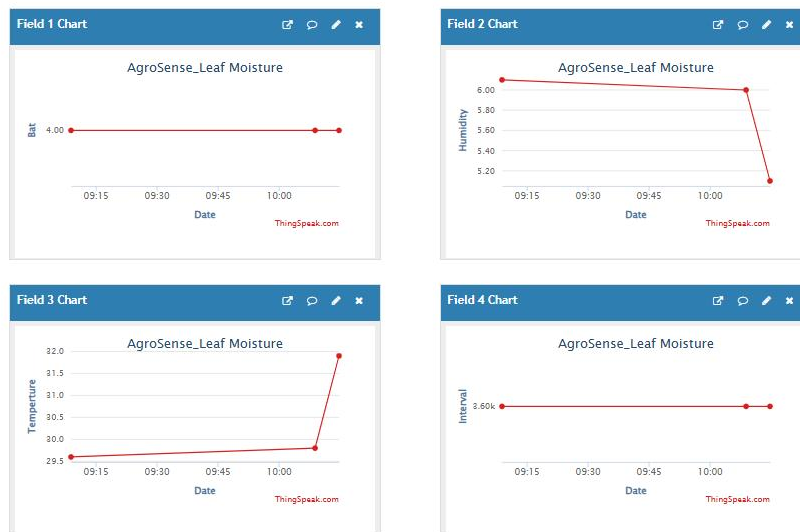 Field 1 Chart
AgroSense_Leaf Moisture
Bat
4.00
09:15 09:30 09:45 10:00
Date
ThingSpeak.com
Field 2 Chart
AgroSense_Leaf Moisture
Humidity
6.00
5.80
5.60
5.40
5.20
09:15 09:30 09:45 10:00
Date
ThingSpeak.com
Field 3 Chart
AgroSense_Leaf Moisture
Temperture
32.0
31.5
31.0
30.5
30.0
29.5
09:15 09:30 09:45 10:00
Date
ThingSpeak.com
Field 4 Chart
AgroSense_Leaf Moisture
Interval
3.60k
09:15 09:30 09:45 10:00
Date
ThingSpeak.com